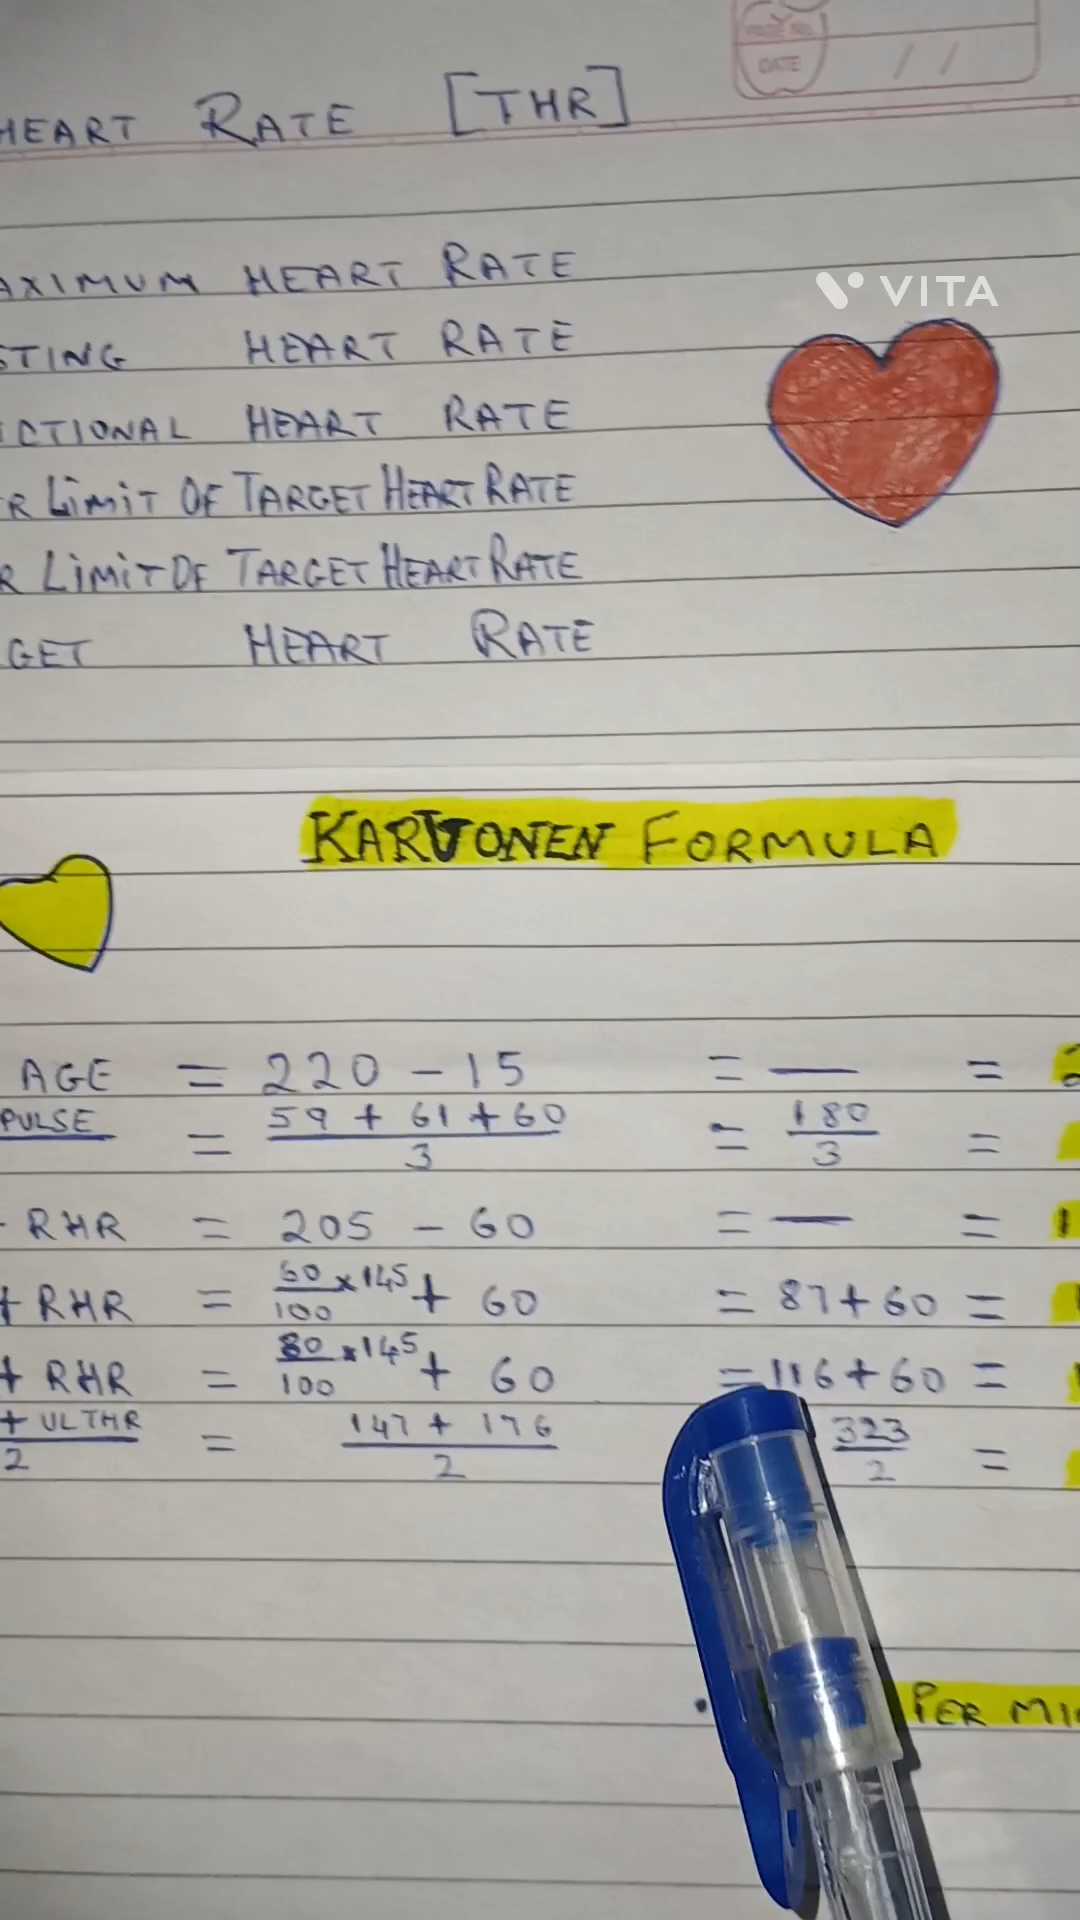 PAGE No.
DATE / /
HEART RATE [THR]
AXIMUM HEART RATE
VITA
STING HEART RATE
CTIONAL HEART RATE
R LIMIT OF TARGET HEART RATE
R LIMIT OF TARGET HEART RATE
GET HEART RATE
KARVONEN FORMULA
AGE = 220 - 15 = — =
PULSE = 59 + 61 + 60 / 3 = 180 / 3 =
- RHR = 205 - 60 = — = 1
+ RHR = 60/100 x 145 + 60 = 87 + 60 =
+ RHR = 80/100 x 145 + 60 = 116 + 60 =
+ ULTHR / 2 = 147 + 176 / 2 323 / 2 =
PER MI